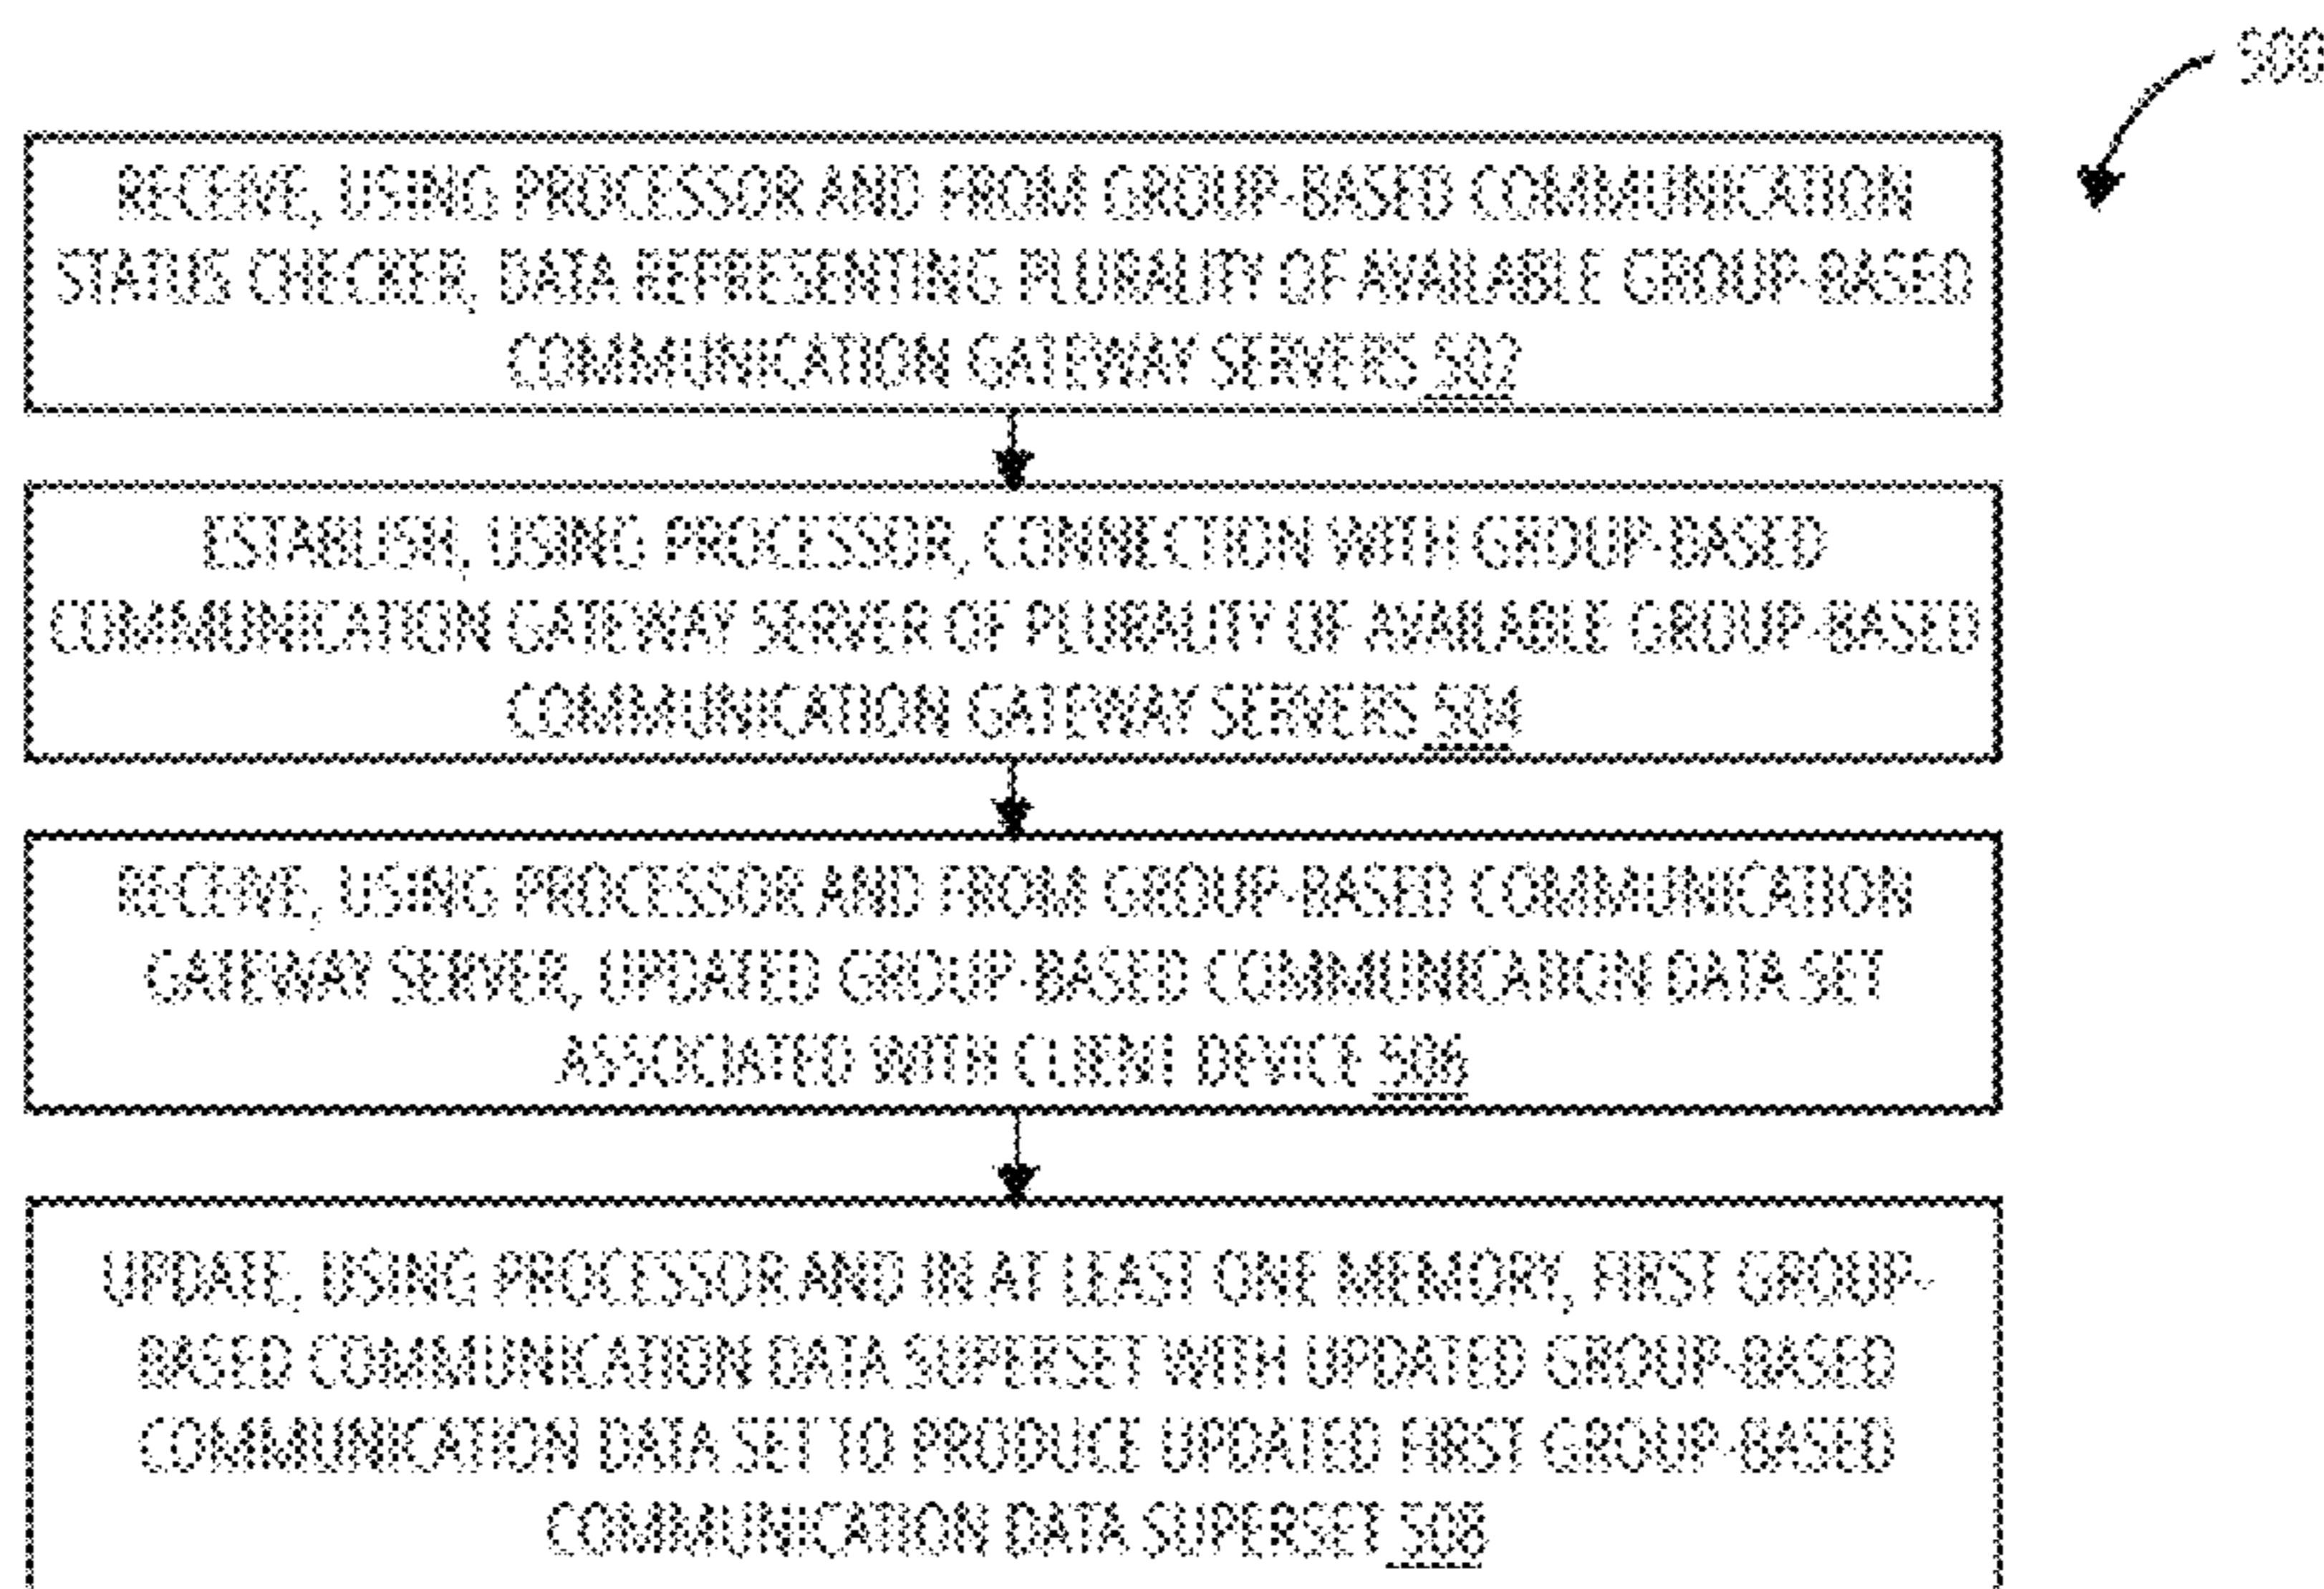 500
RECEIVE, USING PROCESSOR AND FROM GROUP-BASED COMMUNICATION
STATUS CHECKER, DATA REPRESENTING PLURALITY OF AVAILABLE GROUP-BASED
COMMUNICATION GATEWAY SERVERS 502
ESTABLISH, USING PROCESSOR, CONNECTION WITH GROUP-BASED
COMMUNICATION GATEWAY SERVER OF PLURALITY OF AVAILABLE GROUP-BASED
COMMUNICATION GATEWAY SERVERS 504
RECEIVE, USING PROCESSOR AND FROM GROUP-BASED COMMUNICATION
GATEWAY SERVER, UPDATED GROUP-BASED COMMUNICATION DATA SET
ASSOCIATED WITH CLIENT DEVICE 506
UPDATE, USING PROCESSOR AND IN AT LEAST ONE MEMORY, FIRST GROUP-
BASED COMMUNICATION DATA SUPERSET WITH UPDATED GROUP-BASED
COMMUNICATION DATA SET TO PRODUCE UPDATED FIRST GROUP-BASED
COMMUNICATION DATA SUPERSET 508